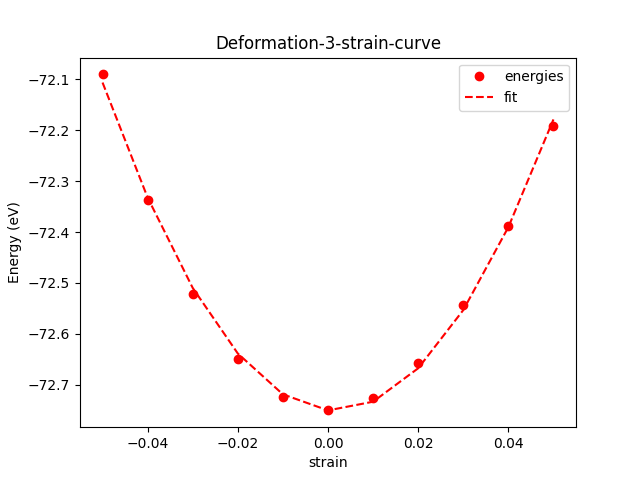 Deformation-3-strain-curve
energies
fit
Energy (eV)
−72.1
−72.2
−72.3
−72.4
−72.5
−72.6
−72.7
−0.04
−0.02
0.00
0.02
0.04
strain